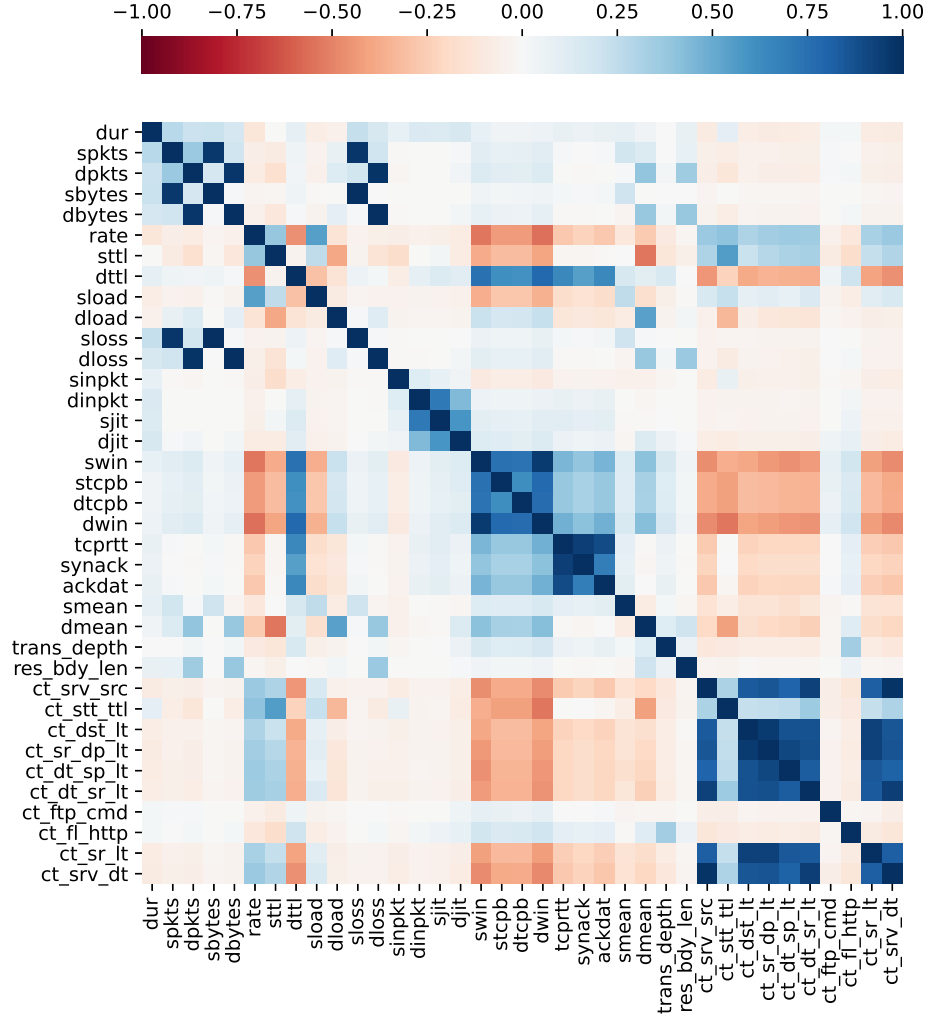 −1.00 −0.75 −0.50 −0.25 0.00 0.25 0.50 0.75 1.00
dur
spkts
dpkts
sbytes
dbytes
rate
sttl
dttl
sload
dload
sloss
dloss
sinpkt
dinpkt
sjit
djit
swin
stcpb
dtcpb
dwin
tcprtt
synack
ackdat
smean
dmean
trans_depth
res_bdy_len
ct_srv_src
ct_stt_ttl
ct_dst_lt
ct_sr_dp_lt
ct_dt_sp_lt
ct_dt_sr_lt
ct_ftp_cmd
ct_fl_http
ct_sr_lt
ct_srv_dt
dur spkts dpkts sbytes dbytes rate sttl dttl sload dload sloss dloss sinpkt dinpkt sjit djit swin stcpb dtcpb dwin tcprtt synack ackdat smean dmean trans_depth res_bdy_len ct_srv_src ct_stt_ttl ct_dst_lt ct_sr_dp_lt ct_dt_sp_lt ct_dt_sr_lt ct_ftp_cmd ct_fl_http ct_sr_lt ct_srv_dt